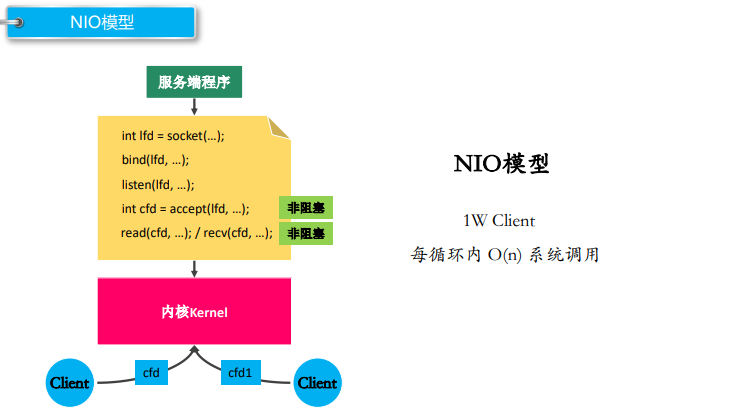 NIO模型
服务端程序
int lfd = socket(…);
bind(lfd, …);
listen(lfd, …);
int cfd = accept(lfd, …);
非阻塞
read(cfd, …); / recv(cfd, …);
非阻塞
内核Kernel
cfd
cfd1
Client
Client
NIO模型
1W Client
每循环内 O(n) 系统调用